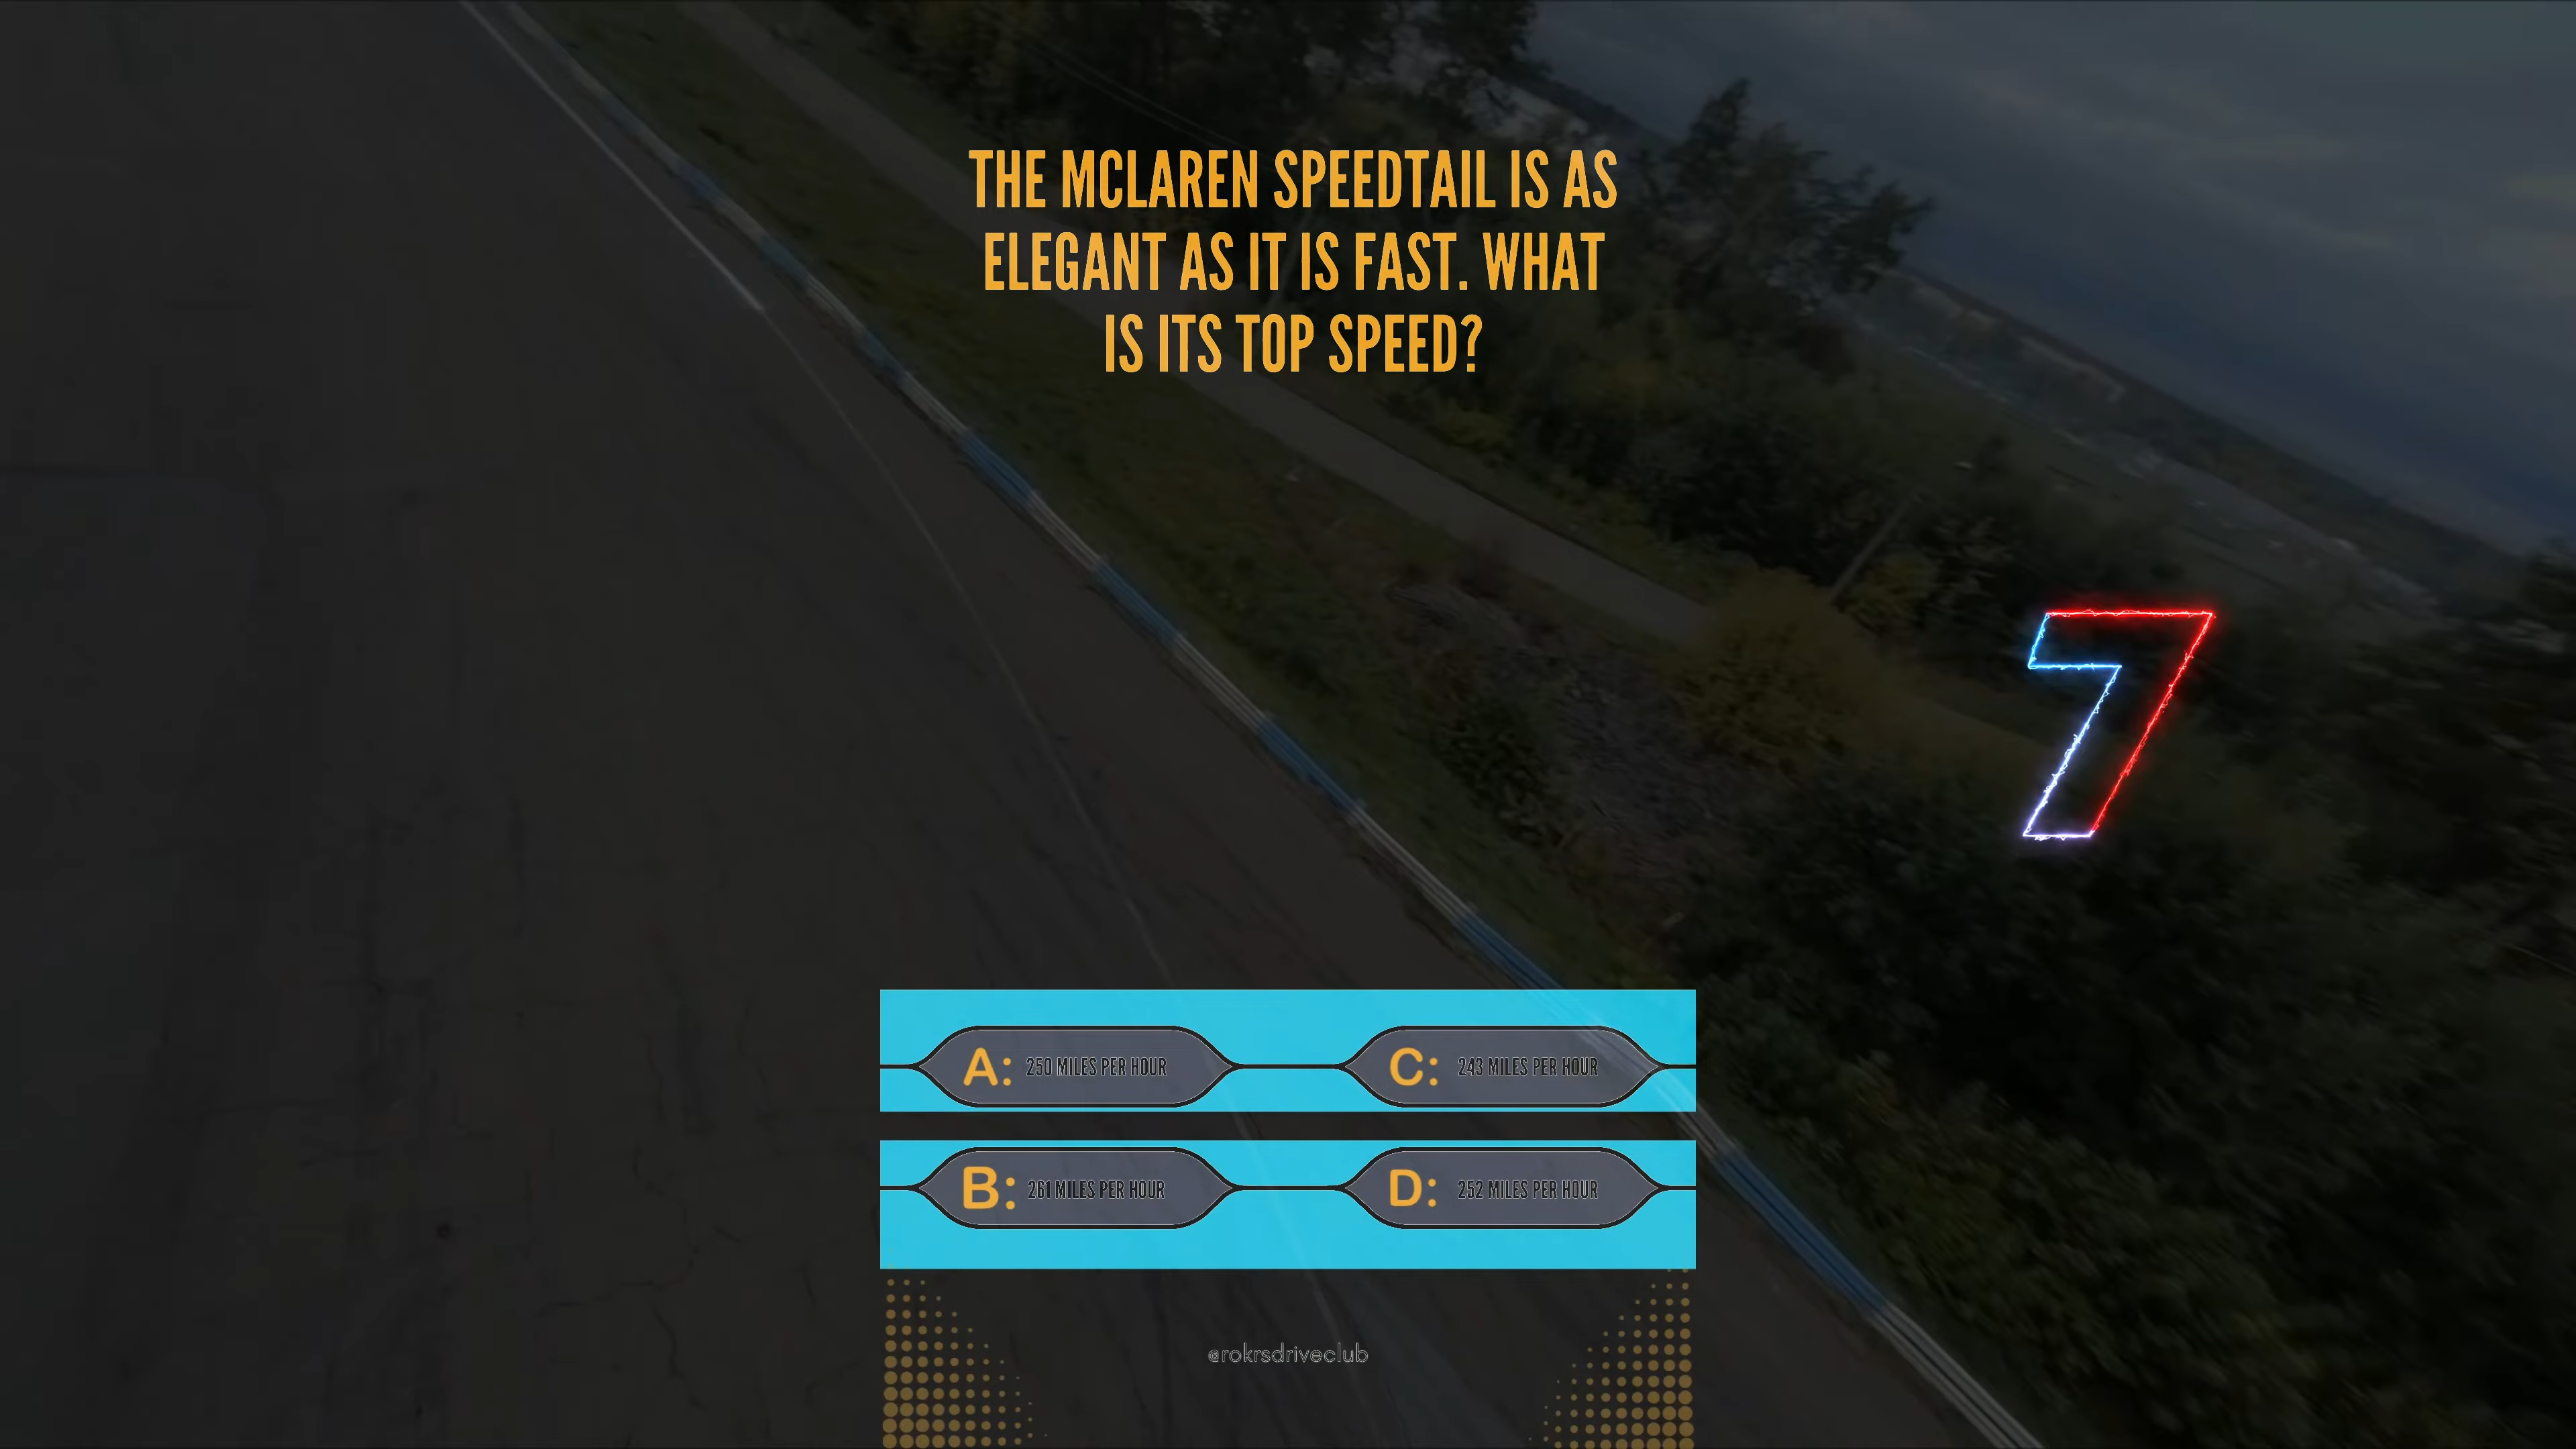 THE MCLAREN SPEEDTAIL IS AS
ELEGANT AS IT IS FAST. WHAT
IS ITS TOP SPEED?
7
A: 250 MILES PER HOUR
C: 243 MILES PER HOUR
B: 261 MILES PER HOUR
D: 252 MILES PER HOUR
@rokrsdriveclub